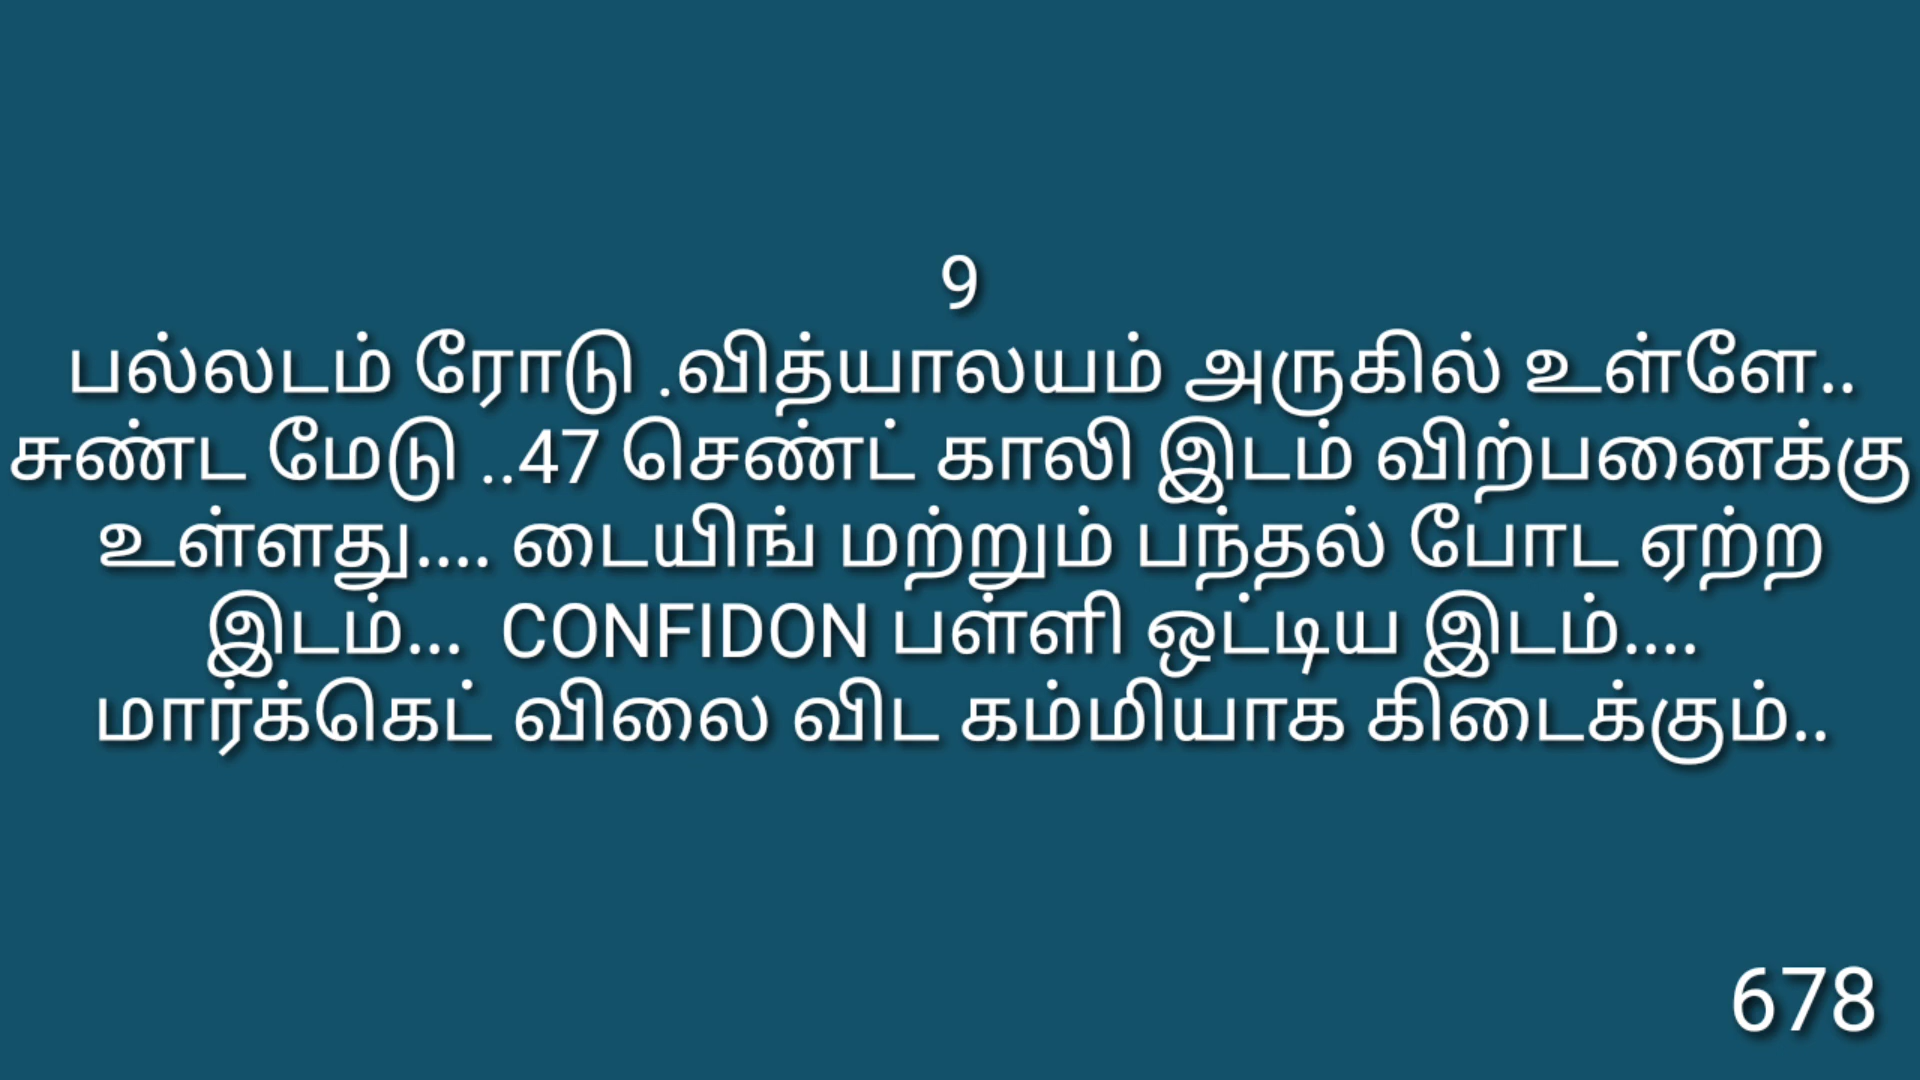 9
பல்லடம் ரோடு .வித்யாலயம் அருகில் உள்ளே..
சுண்ட மேடு ..47 செண்ட் காலி இடம் விற்பனைக்கு
உள்ளது.... டையிங் மற்றும் பந்தல் போட ஏற்ற
இடம்...  CONFIDON பள்ளி ஒட்டிய இடம்....
மார்க்கெட் விலை விட கம்மியாக கிடைக்கும்..
678